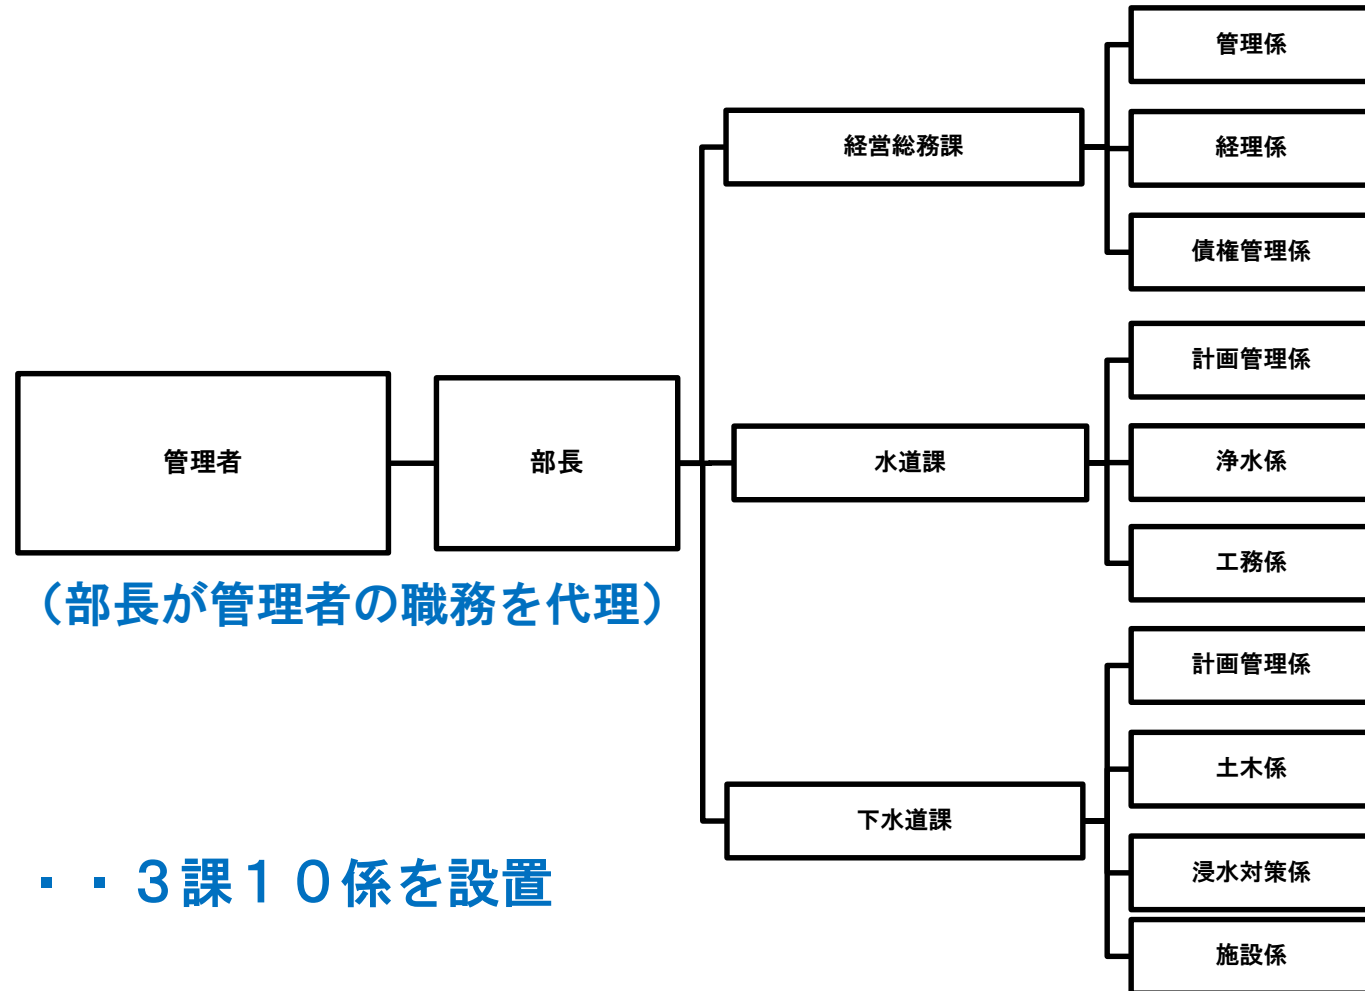 管理係
経営総務課
経理係
債権管理係
計画管理係
管理者
部長
水道課
浄水係
工務係
（部長が管理者の職務を代理）
計画管理係
土木係
下水道課
浸水対策係
施設係
・・３課１０係を設置